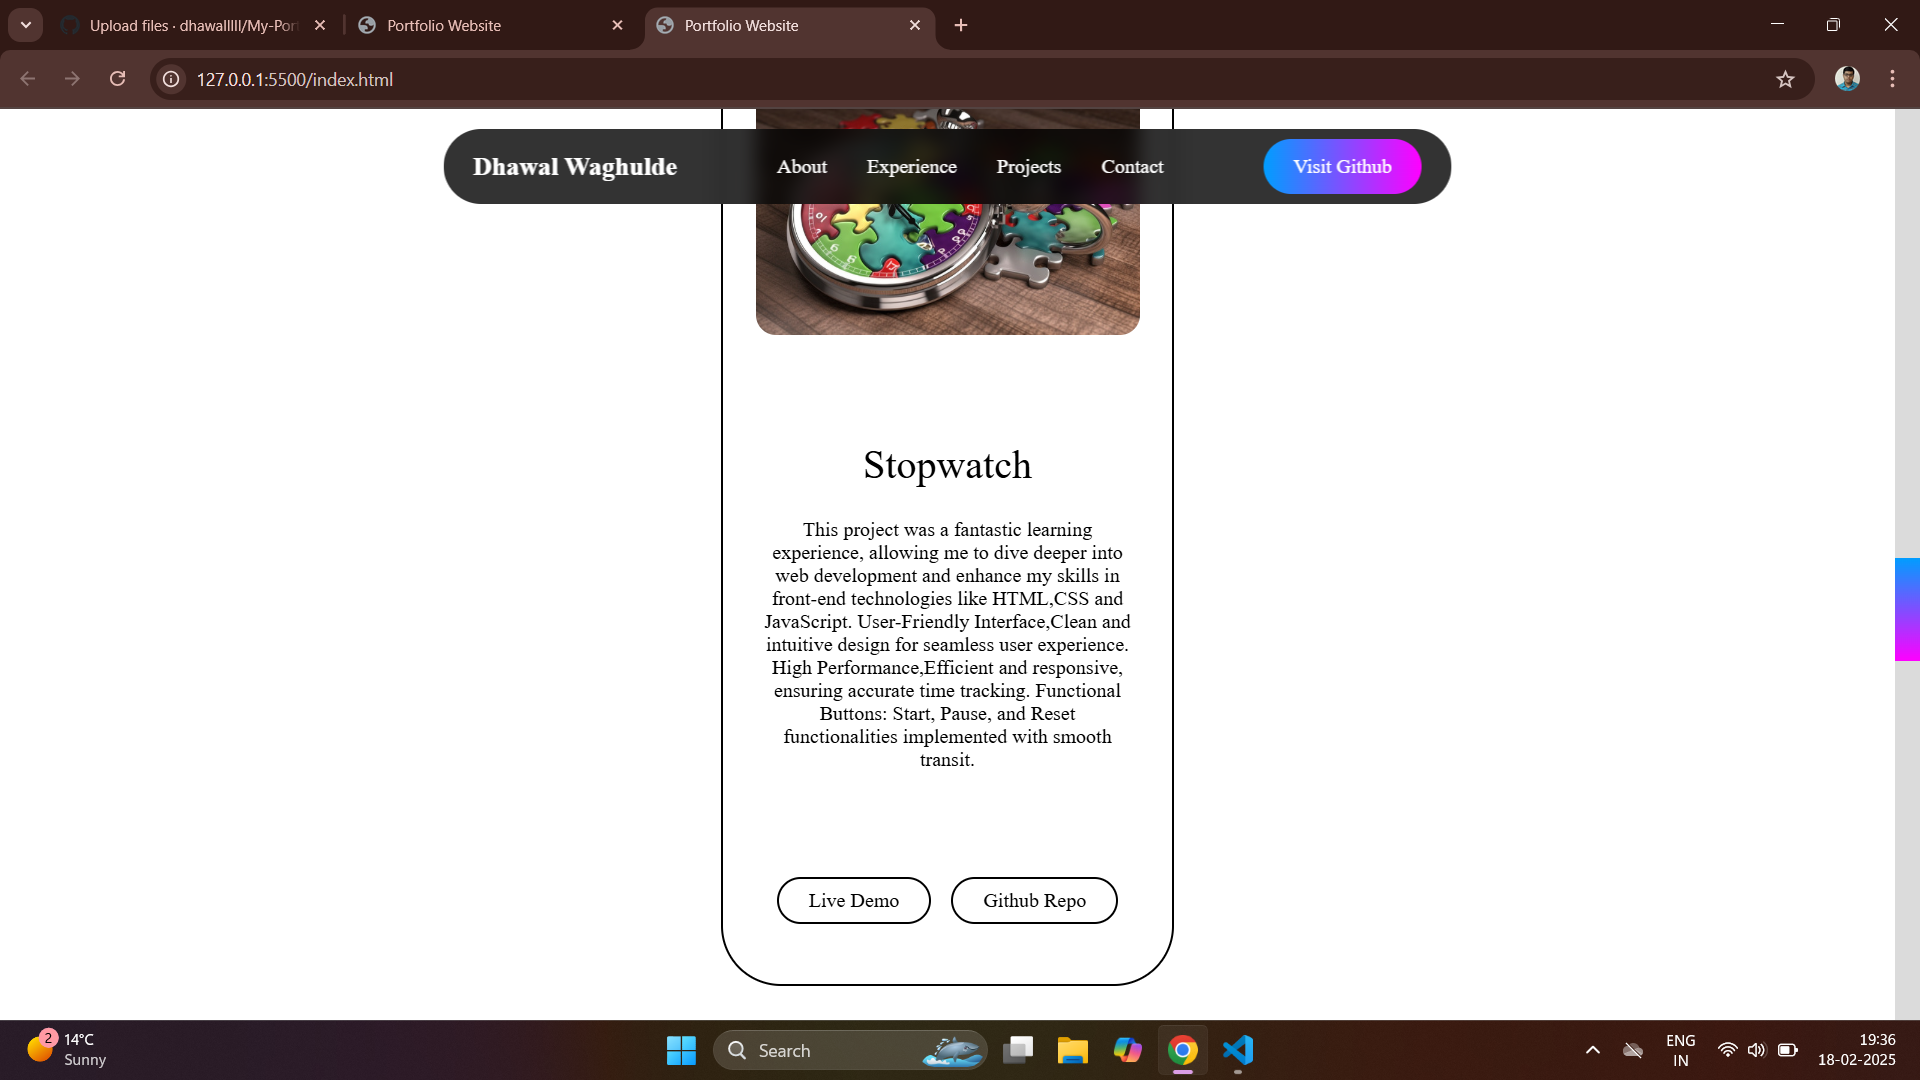 Upload files · dhawalllll/My-Por
Portfolio Website
Portfolio Website
127.0.0.1:5500/index.html
Dhawal Waghulde
About
Experience
Projects
Contact
Visit Github
Stopwatch
This project was a fantastic learning
experience, allowing me to dive deeper into
web development and enhance my skills in
front-end technologies like HTML,CSS and
JavaScript. User-Friendly Interface,Clean and
intuitive design for seamless user experience.
High Performance,Efficient and responsive,
ensuring accurate time tracking. Functional
Buttons: Start, Pause, and Reset
functionalities implemented with smooth
transit.
Live Demo
Github Repo
2
14°C
Sunny
Search
ENG
IN
19:36
18-02-2025